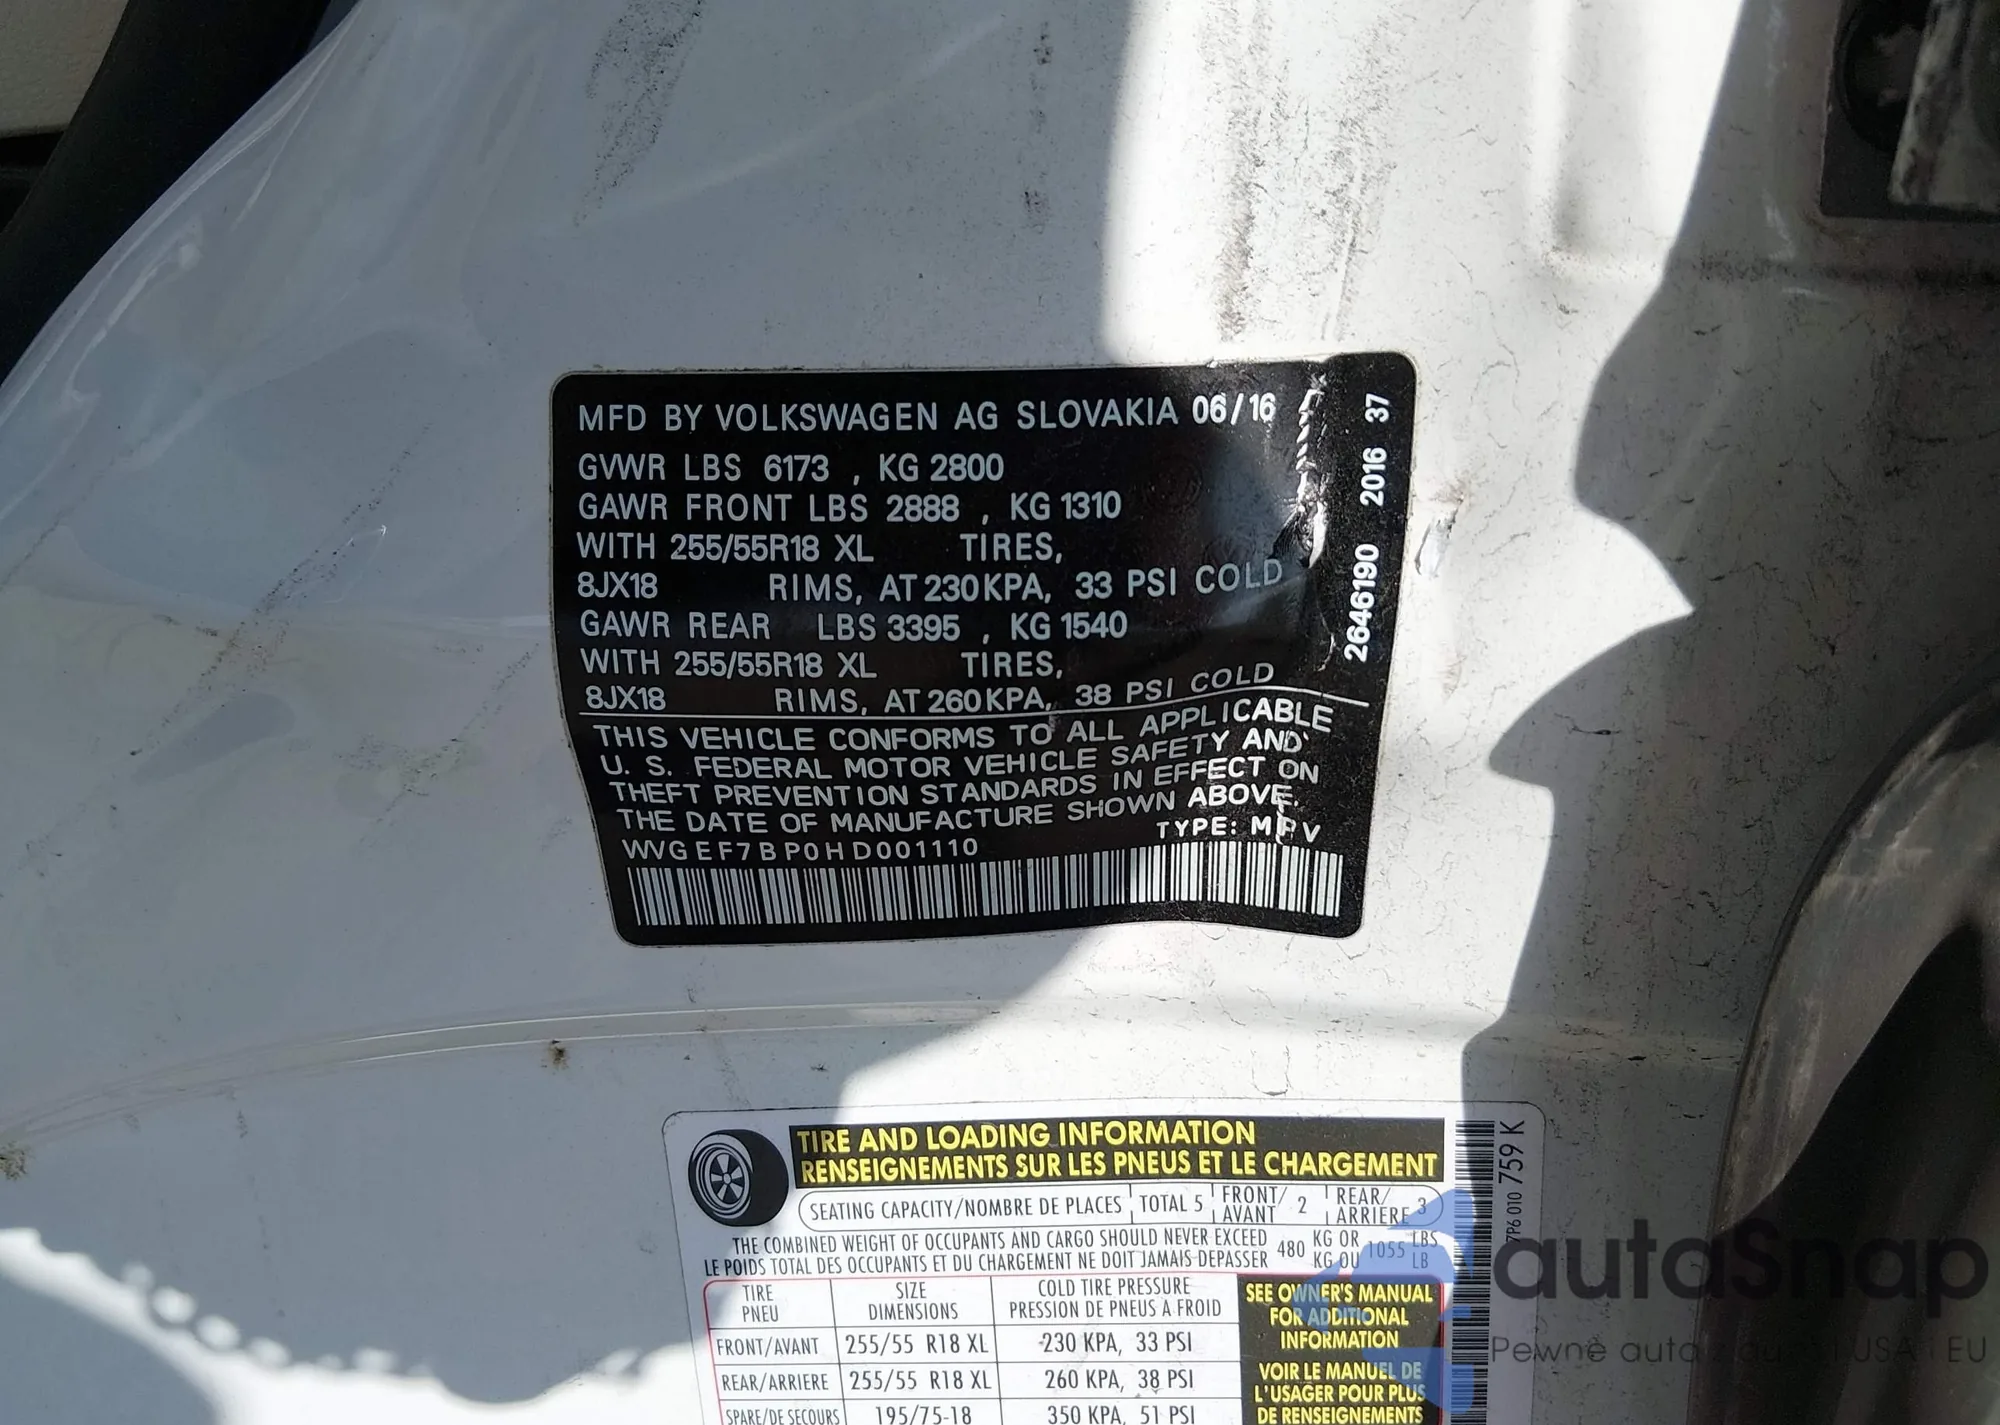 MFD BY VOLKSWAGEN AG SLOVAKIA 06/16
GVWR LBS 6173 , KG 2800
GAWR FRONT LBS 2888 , KG 1310
WITH 255/55R18 XL TIRES,
8JX18 RIMS, AT 230KPA, 33 PSI COLD
GAWR REAR LBS 3395 , KG 1540
WITH 255/55R18 XL TIRES,
8JX18 RIMS, AT 260KPA, 38 PSI COLD
THIS VEHICLE CONFORMS TO ALL APPLICABLE
U. S. FEDERAL MOTOR VEHICLE SAFETY AND
THEFT PREVENTION STANDARDS IN EFFECT ON
THE DATE OF MANUFACTURE SHOWN ABOVE.
TYPE: MPV
WVGEF7BP0HD001110
2646190 2016 37
TIRE AND LOADING INFORMATION
RENSEIGNEMENTS SUR LES PNEUS ET LE CHARGEMENT
SEATING CAPACITY/NOMBRE DE PLACES TOTAL 5 FRONT/AVANT 2 REAR/ARRIERE 3
THE COMBINED WEIGHT OF OCCUPANTS AND CARGO SHOULD NEVER EXCEED 480 KG OR 1055 LBS
LE POIDS TOTAL DES OCCUPANTS ET DU CHARGEMENT NE DOIT JAMAIS DEPASSER KG OU LB
TIRE SIZE COLD TIRE PRESSURE
PNEU DIMENSIONS PRESSION DE PNEUS A FROID
FRONT/AVANT 255/55 R18 XL 230 KPA, 33 PSI
REAR/ARRIERE 255/55 R18 XL 260 KPA, 38 PSI
SPARE/DE SECOURS 195/75-18 350 KPA, 51 PSI
SEE OWNER'S MANUAL
FOR ADDITIONAL
INFORMATION
VOIR LE MANUEL DE
L'USAGER POUR PLUS
DE RENSEIGNEMENTS
7P6 010 759 K
autaSnap
Pewne auta z USA i EU